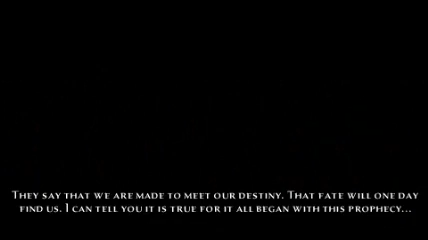 They say that we are made to meet our destiny. That fate will one day
find us. I can tell you it is true for it all began with this prophecy...